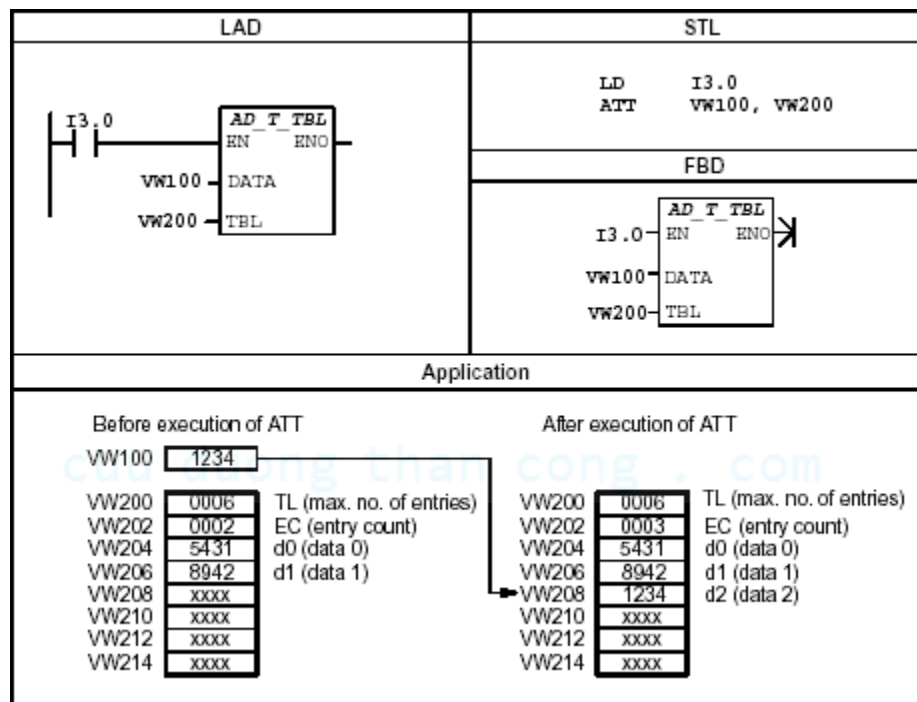 LAD
STL
I3.0
AD_T_TBL
EN ENO
VW100 DATA
VW200 TBL
LD I3.0
ATT VW100, VW200
FBD
AD_T_TBL
I3.0 EN ENO
VW100 DATA
VW200 TBL
Application
Before execution of ATT
After execution of ATT
cuu duong than cong . com
VW100 1234
VW200 0006 TL (max. no. of entries)
VW202 0002 EC (entry count)
VW204 5431 d0 (data 0)
VW206 8942 d1 (data 1)
VW208 xxxx
VW210 xxxx
VW212 xxxx
VW214 xxxx
VW200 0006 TL (max. no. of entries)
VW202 0003 EC (entry count)
VW204 5431 d0 (data 0)
VW206 8942 d1 (data 1)
VW208 1234 d2 (data 2)
VW210 xxxx
VW212 xxxx
VW214 xxxx